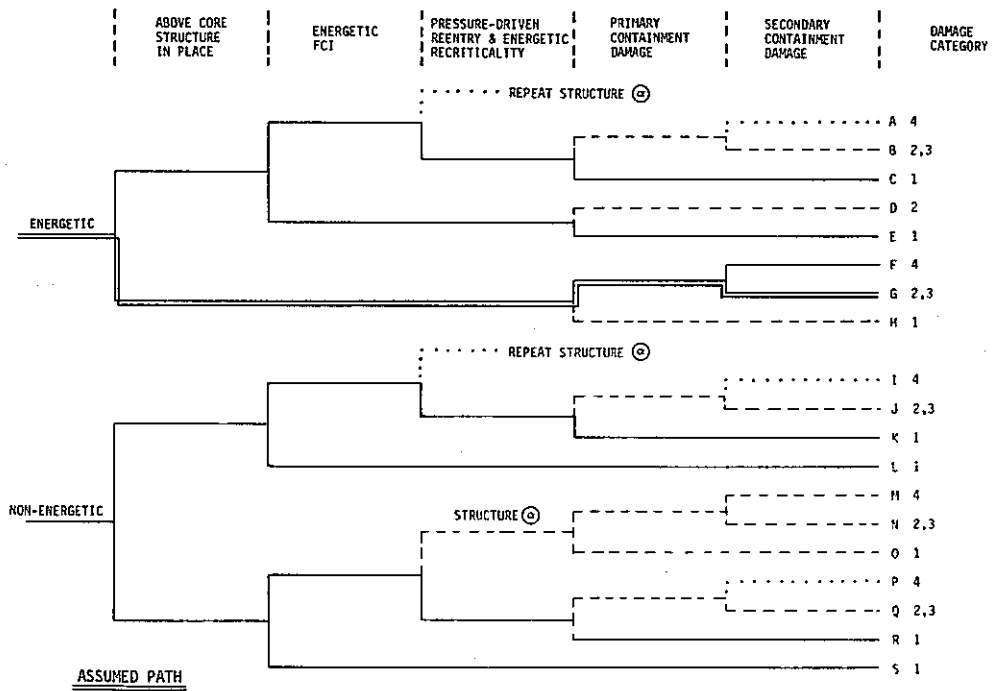 ABOVE CORE
STRUCTURE
IN PLACE
ENERGETIC
FCI
PRESSURE-DRIVEN
REENTRY & ENERGETIC
RECRITICALITY
PRIMARY
CONTAINMENT
DAMAGE
SECONDARY
CONTAINMENT
DAMAGE
DAMAGE
CATEGORY
REPEAT STRUCTURE ⓐ
A 4
B 2,3
C 1
D 2
ENERGETIC
E 1
F 4
G 2,3
H 1
REPEAT STRUCTURE ⓐ
I 4
J 2,3
K 1
L 1
M 4
NON-ENERGETIC
STRUCTURE ⓐ
N 2,3
O 1
P 4
Q 2,3
R 1
S 1
ASSUMED PATH